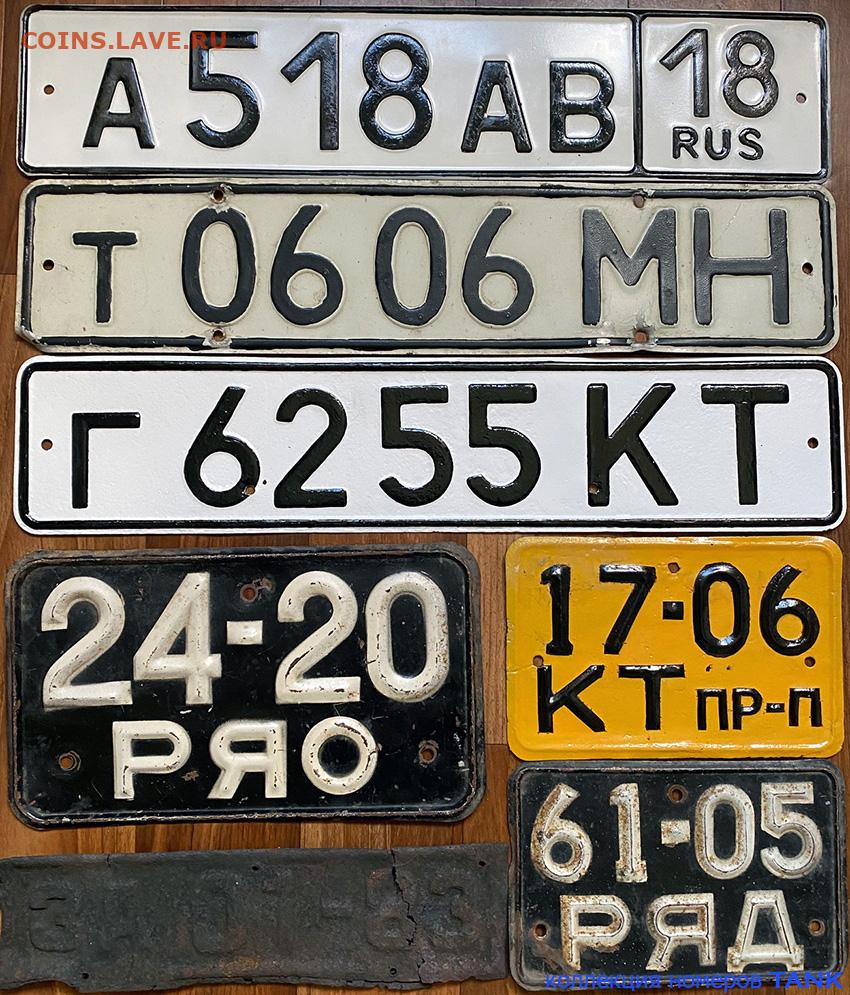 COINS.LAVE.RU
А 518 АВ 18
RUS
Т 0606 МН
Г 6255 КТ
24-20
РЯО
17-06
КТ ПР-П
61-05
РЯД
коллекция номеров TANK